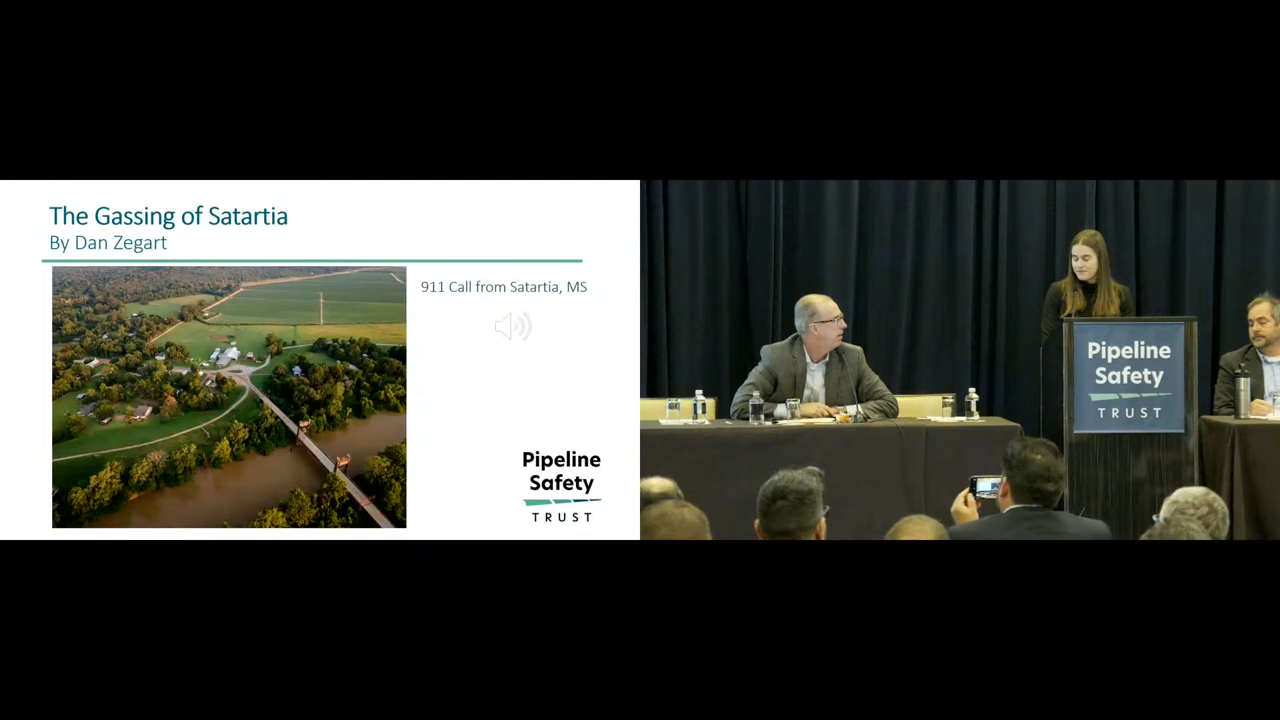 The Gassing of Satartia
By Dan Zegart
911 Call from Satartia, MS
Pipeline
Safety
TRUST
Pipeline
Safety
TRUST